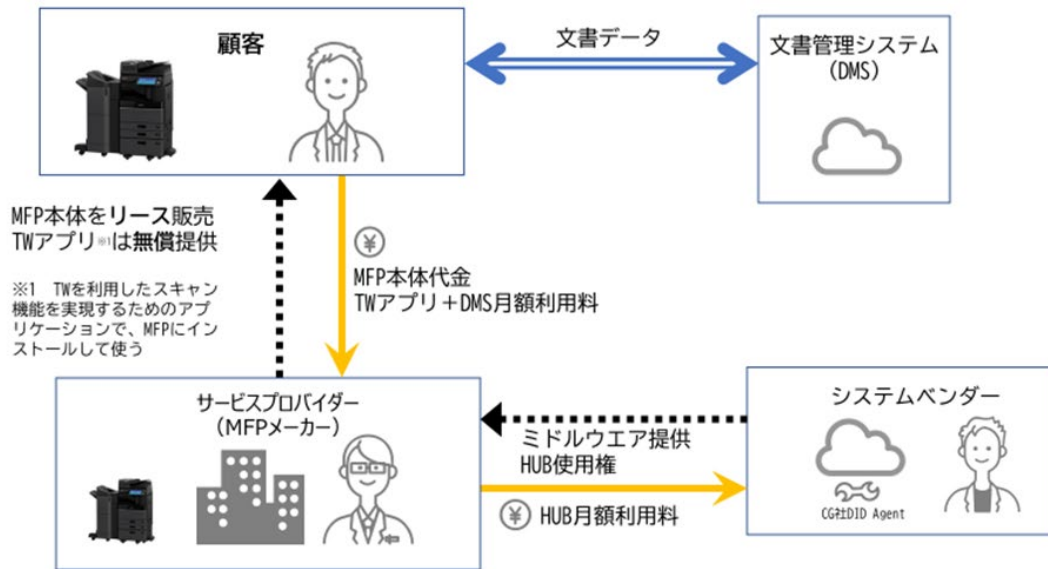 顧客
文書データ
文書管理システム
(DMS)
MFP本体をリース販売
TWアプリ※1は無償提供
※1 TWを利用したスキャン
機能を実現するためのアプ
リケーションで、MFPにイン
ストールして使う
¥
MFP本体代金
TWアプリ+DMS月額利用料
サービスプロバイダー
(MFPメーカー)
ミドルウエア提供
HUB使用権
¥ HUB月額利用料
システムベンダー
CG社DID Agent